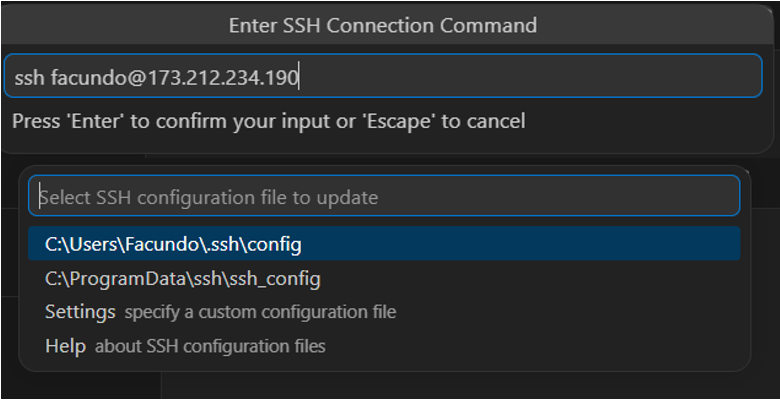 Enter SSH Connection Command
ssh facundo@173.212.234.190
Press 'Enter' to confirm your input or 'Escape' to cancel
Select SSH configuration file to update
C:\Users\Facundo\.ssh\config
C:\ProgramData\ssh\ssh_config
Settings specify a custom configuration file
Help about SSH configuration files